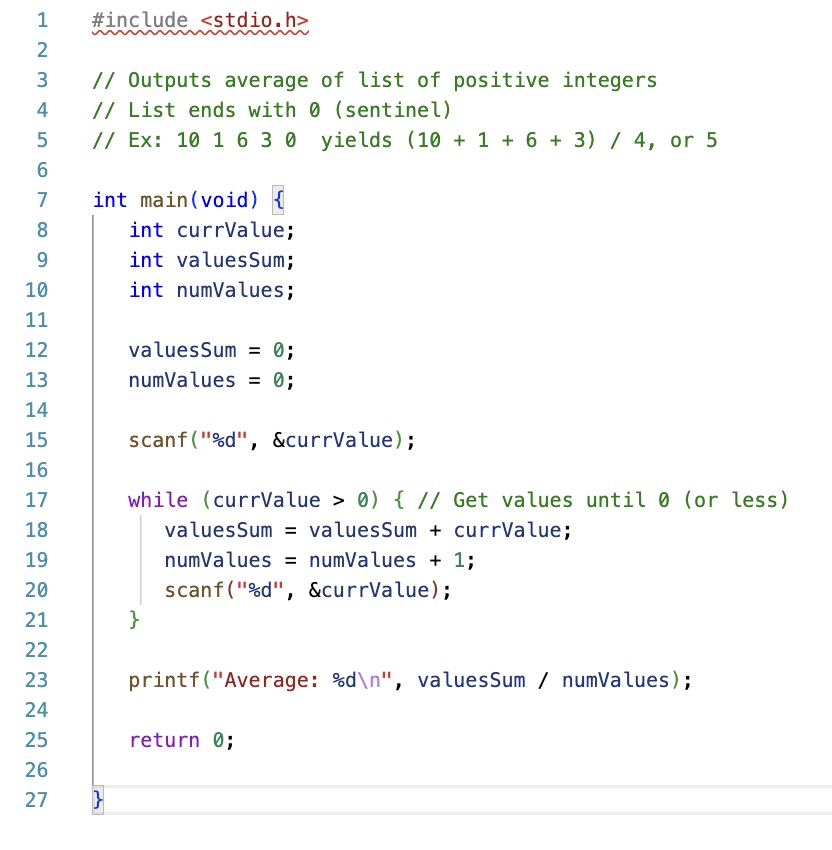 1 #include <stdio.h>
2
3 // Outputs average of list of positive integers
4 // List ends with 0 (sentinel)
5 // Ex: 10 1 6 3 0  yields (10 + 1 + 6 + 3) / 4, or 5
6
7 int main(void) {
8    int currValue;
9    int valuesSum;
10    int numValues;
11
12    valuesSum = 0;
13    numValues = 0;
14
15    scanf("%d", &currValue);
16
17    while (currValue > 0) { // Get values until 0 (or less)
18       valuesSum = valuesSum + currValue;
19       numValues = numValues + 1;
20       scanf("%d", &currValue);
21    }
22
23    printf("Average: %d\n", valuesSum / numValues);
24
25    return 0;
26
27 }